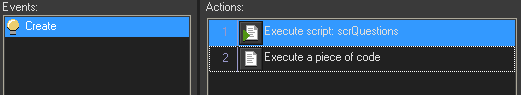 Events:
Create
Actions:
1 Execute script: scrQuestions
2 Execute a piece of code